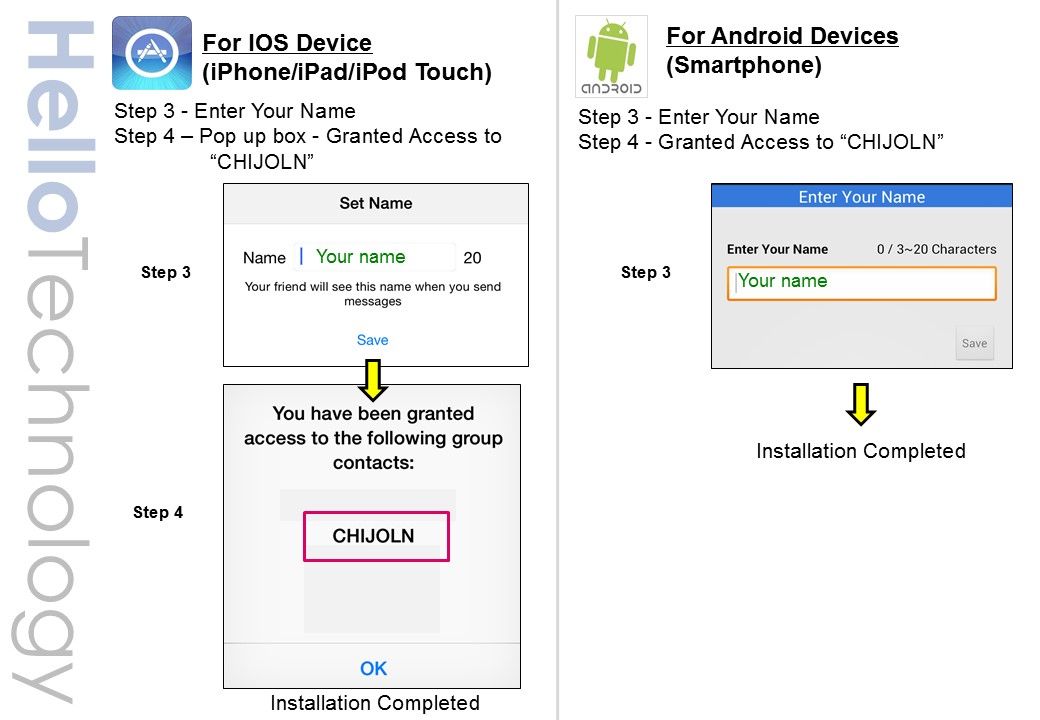 HelloTechnology
For IOS Device
(iPhone/iPad/iPod Touch)
Step 3 - Enter Your Name
Step 4 – Pop up box - Granted Access to
“CHIJOLN”
Step 3
Set Name
Name Your name 20
Your friend will see this name when you send
messages
Save
Step 4
You have been granted
access to the following group
contacts:
CHIJOLN
OK
Installation Completed
ANDROID
For Android Devices
(Smartphone)
Step 3 - Enter Your Name
Step 4 - Granted Access to “CHIJOLN”
Step 3
Enter Your Name
Enter Your Name 0 / 3~20 Characters
Your name
Save
Installation Completed